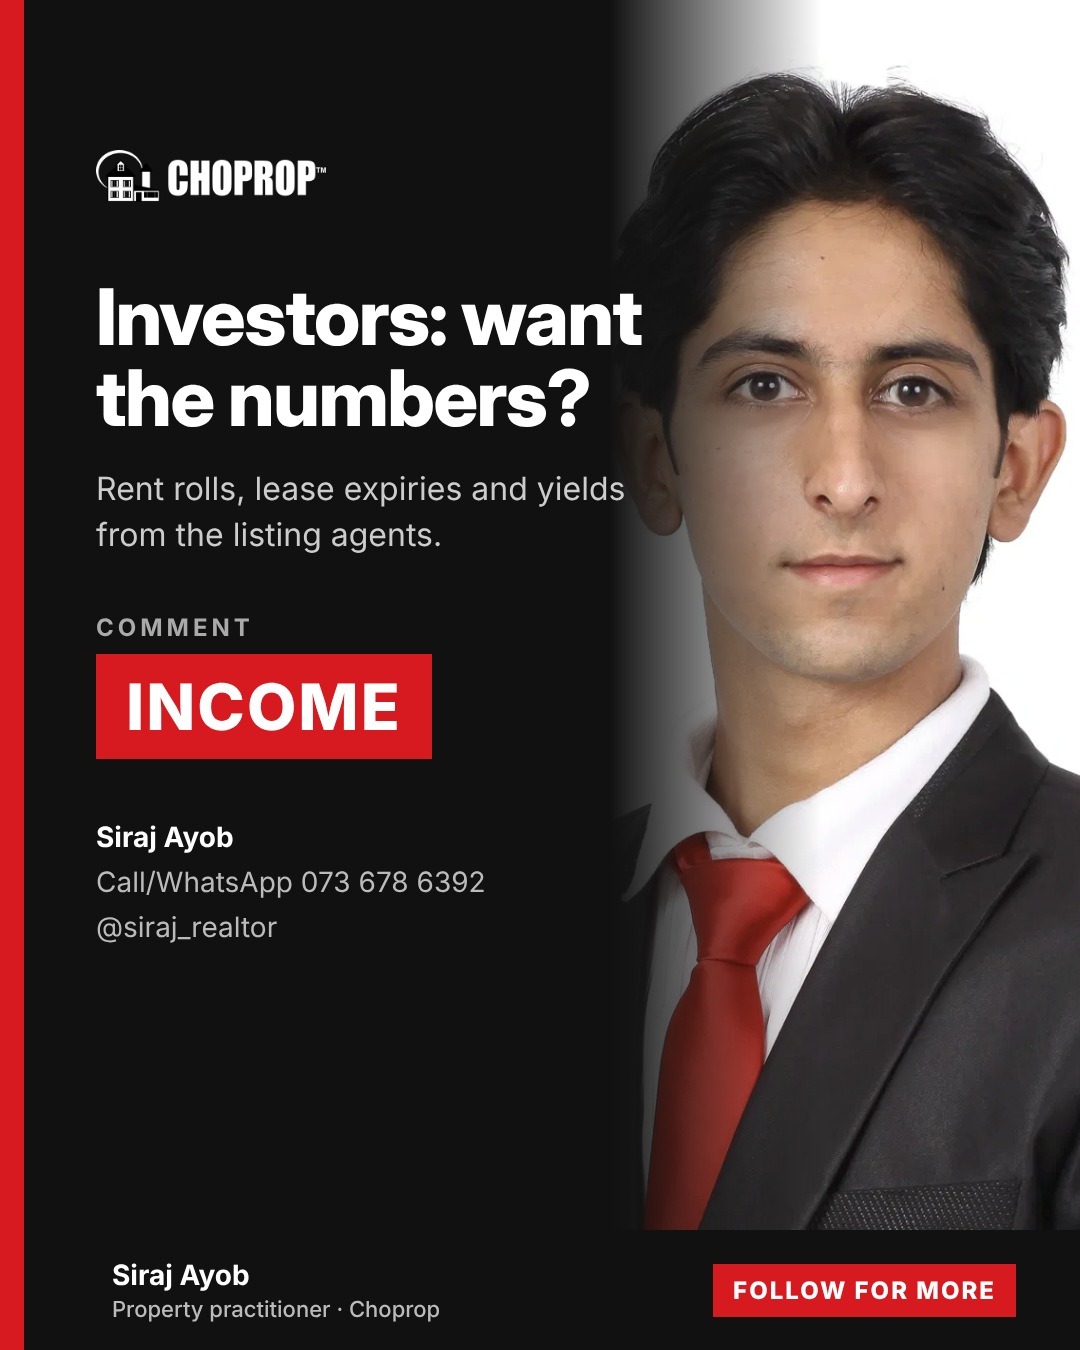 CHOPROP™
Investors: want
the numbers?
Rent rolls, lease expiries and yields
from the listing agents.
COMMENT
INCOME
Siraj Ayob
Call/WhatsApp 073 678 6392
@siraj_realtor
Siraj Ayob
Property practitioner · Choprop
FOLLOW FOR MORE